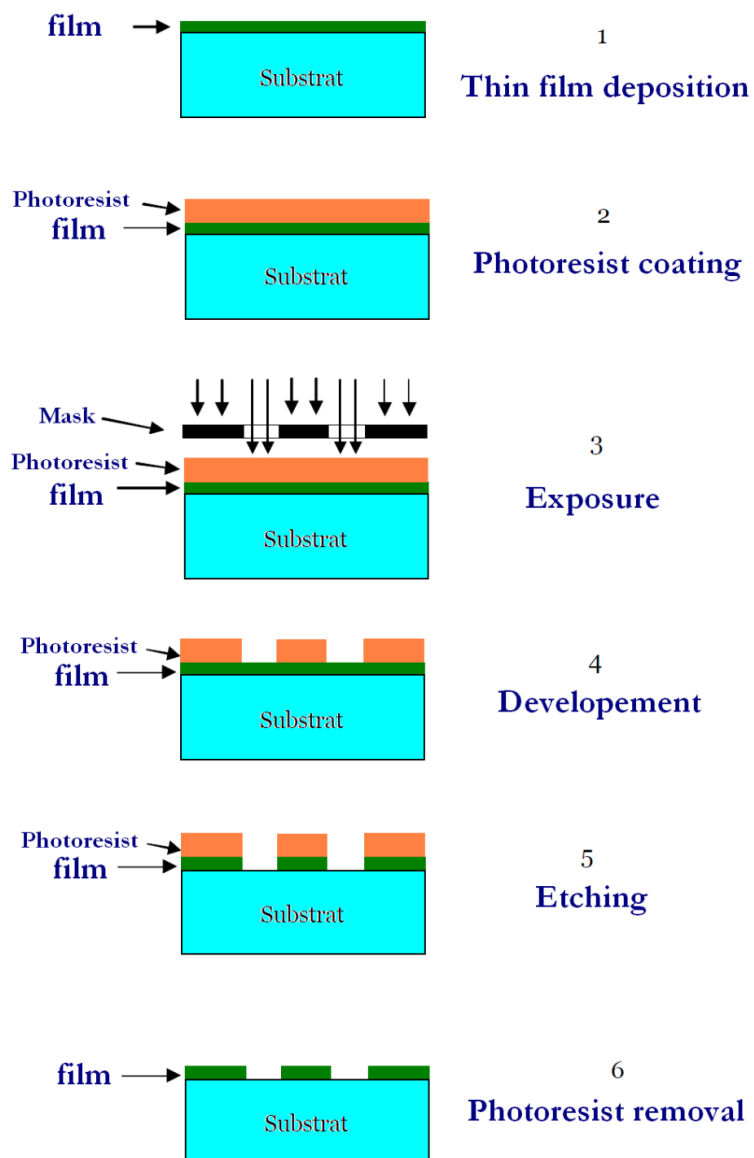 film
Substrat
1
Thin film deposition
Photoresist
film
Substrat
2
Photoresist coating
Mask
Photoresist
film
Substrat
3
Exposure
Photoresist
film
Substrat
4
Developement
Photoresist
film
Substrat
5
Etching
film
Substrat
6
Photoresist removal